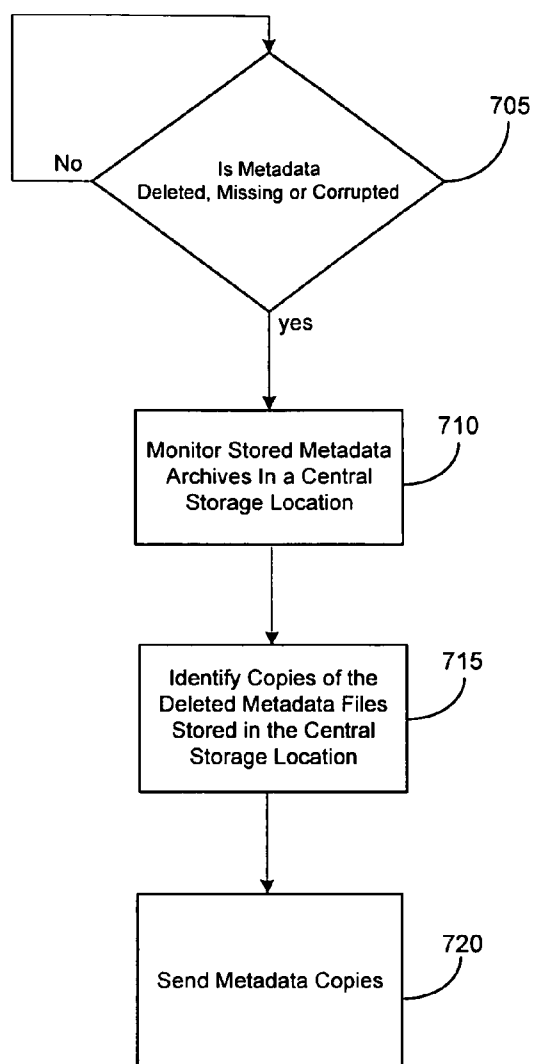 705
No
Is Metadata
Deleted, Missing or Corrupted
yes
710
Monitor Stored Metadata
Archives In a Central
Storage Location
715
Identify Copies of the
Deleted Metadata Files
Stored in the Central
Storage Location
720
Send Metadata Copies